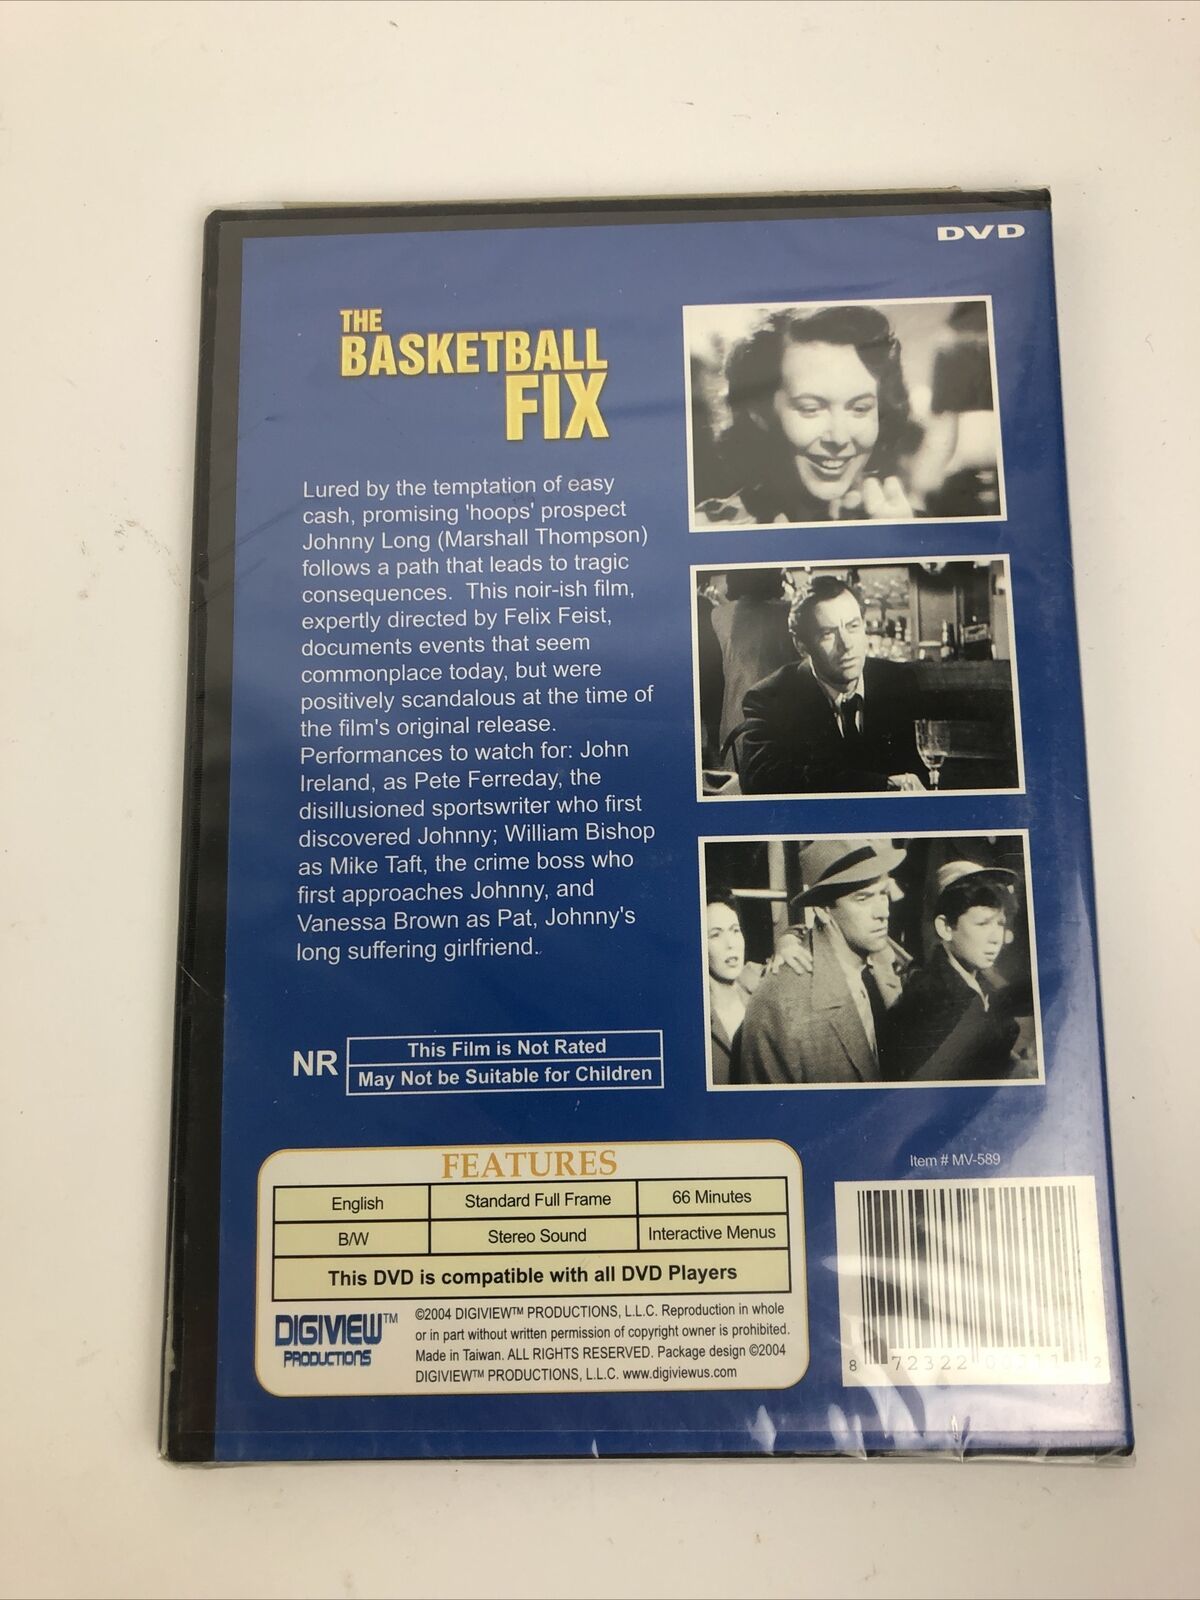 DVD
THE
BASKETBALL
FIX
Lured by the temptation of easy
cash, promising 'hoops' prospect
Johnny Long (Marshall Thompson)
follows a path that leads to tragic
consequences. This noir-ish film,
expertly directed by Felix Feist,
documents events that seem
commonplace today, but were
positively scandalous at the time of
the film's original release.
Performances to watch for: John
Ireland, as Pete Ferreday, the
disillusioned sportswriter who first
discovered Johnny; William Bishop
as Mike Taft, the crime boss who
first approaches Johnny, and
Vanessa Brown as Pat, Johnny's
long suffering girlfriend.
NR
This Film is Not Rated
May Not be Suitable for Children
FEATURES
English Standard Full Frame 66 Minutes
B/W Stereo Sound Interactive Menus
This DVD is compatible with all DVD Players
DIGIVIEW™
PRODUCTIONS
©2004 DIGIVIEW™ PRODUCTIONS, L.L.C. Reproduction in whole
or in part without written permission of copyright owner is prohibited.
Made in Taiwan. ALL RIGHTS RESERVED. Package design ©2004
DIGIVIEW™ PRODUCTIONS, L.L.C. www.digiviewus.com
Item # MV-589
8 72322 2